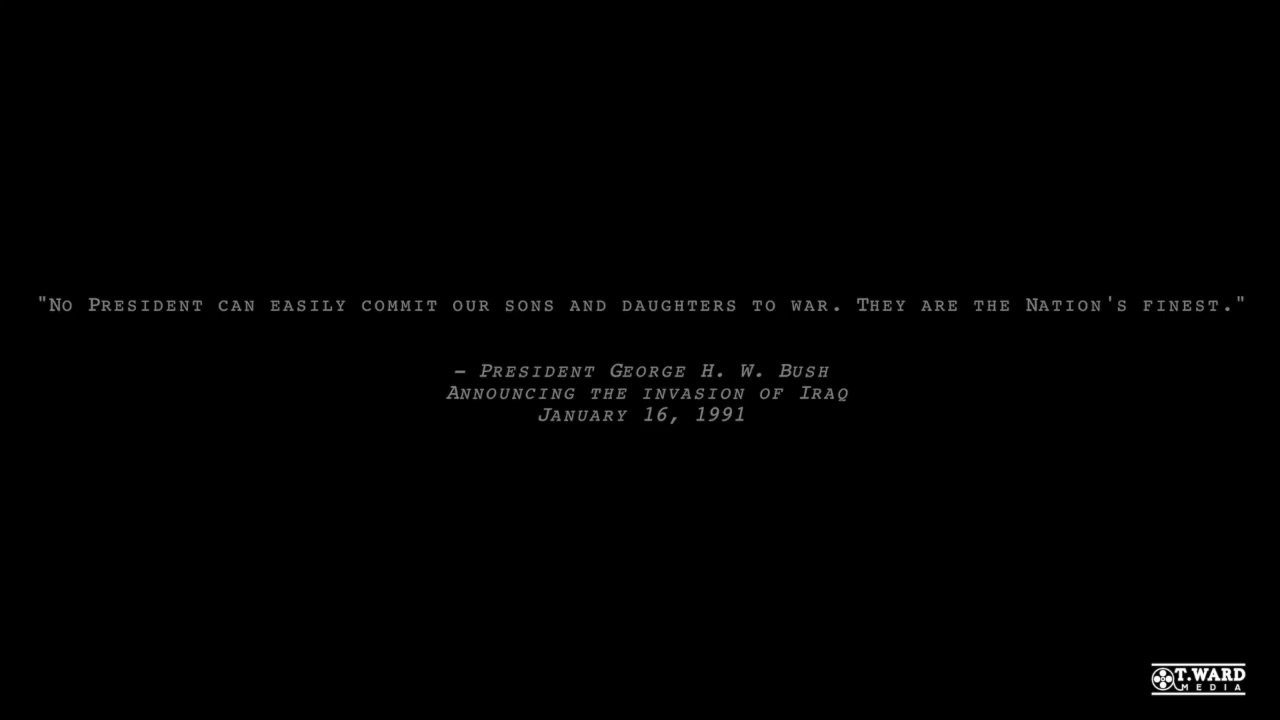 "No President can easily commit our sons and daughters to war. They are the Nation's finest."
– President George H. W. Bush
Announcing the invasion of Iraq
January 16, 1991
T.WARD
MEDIA